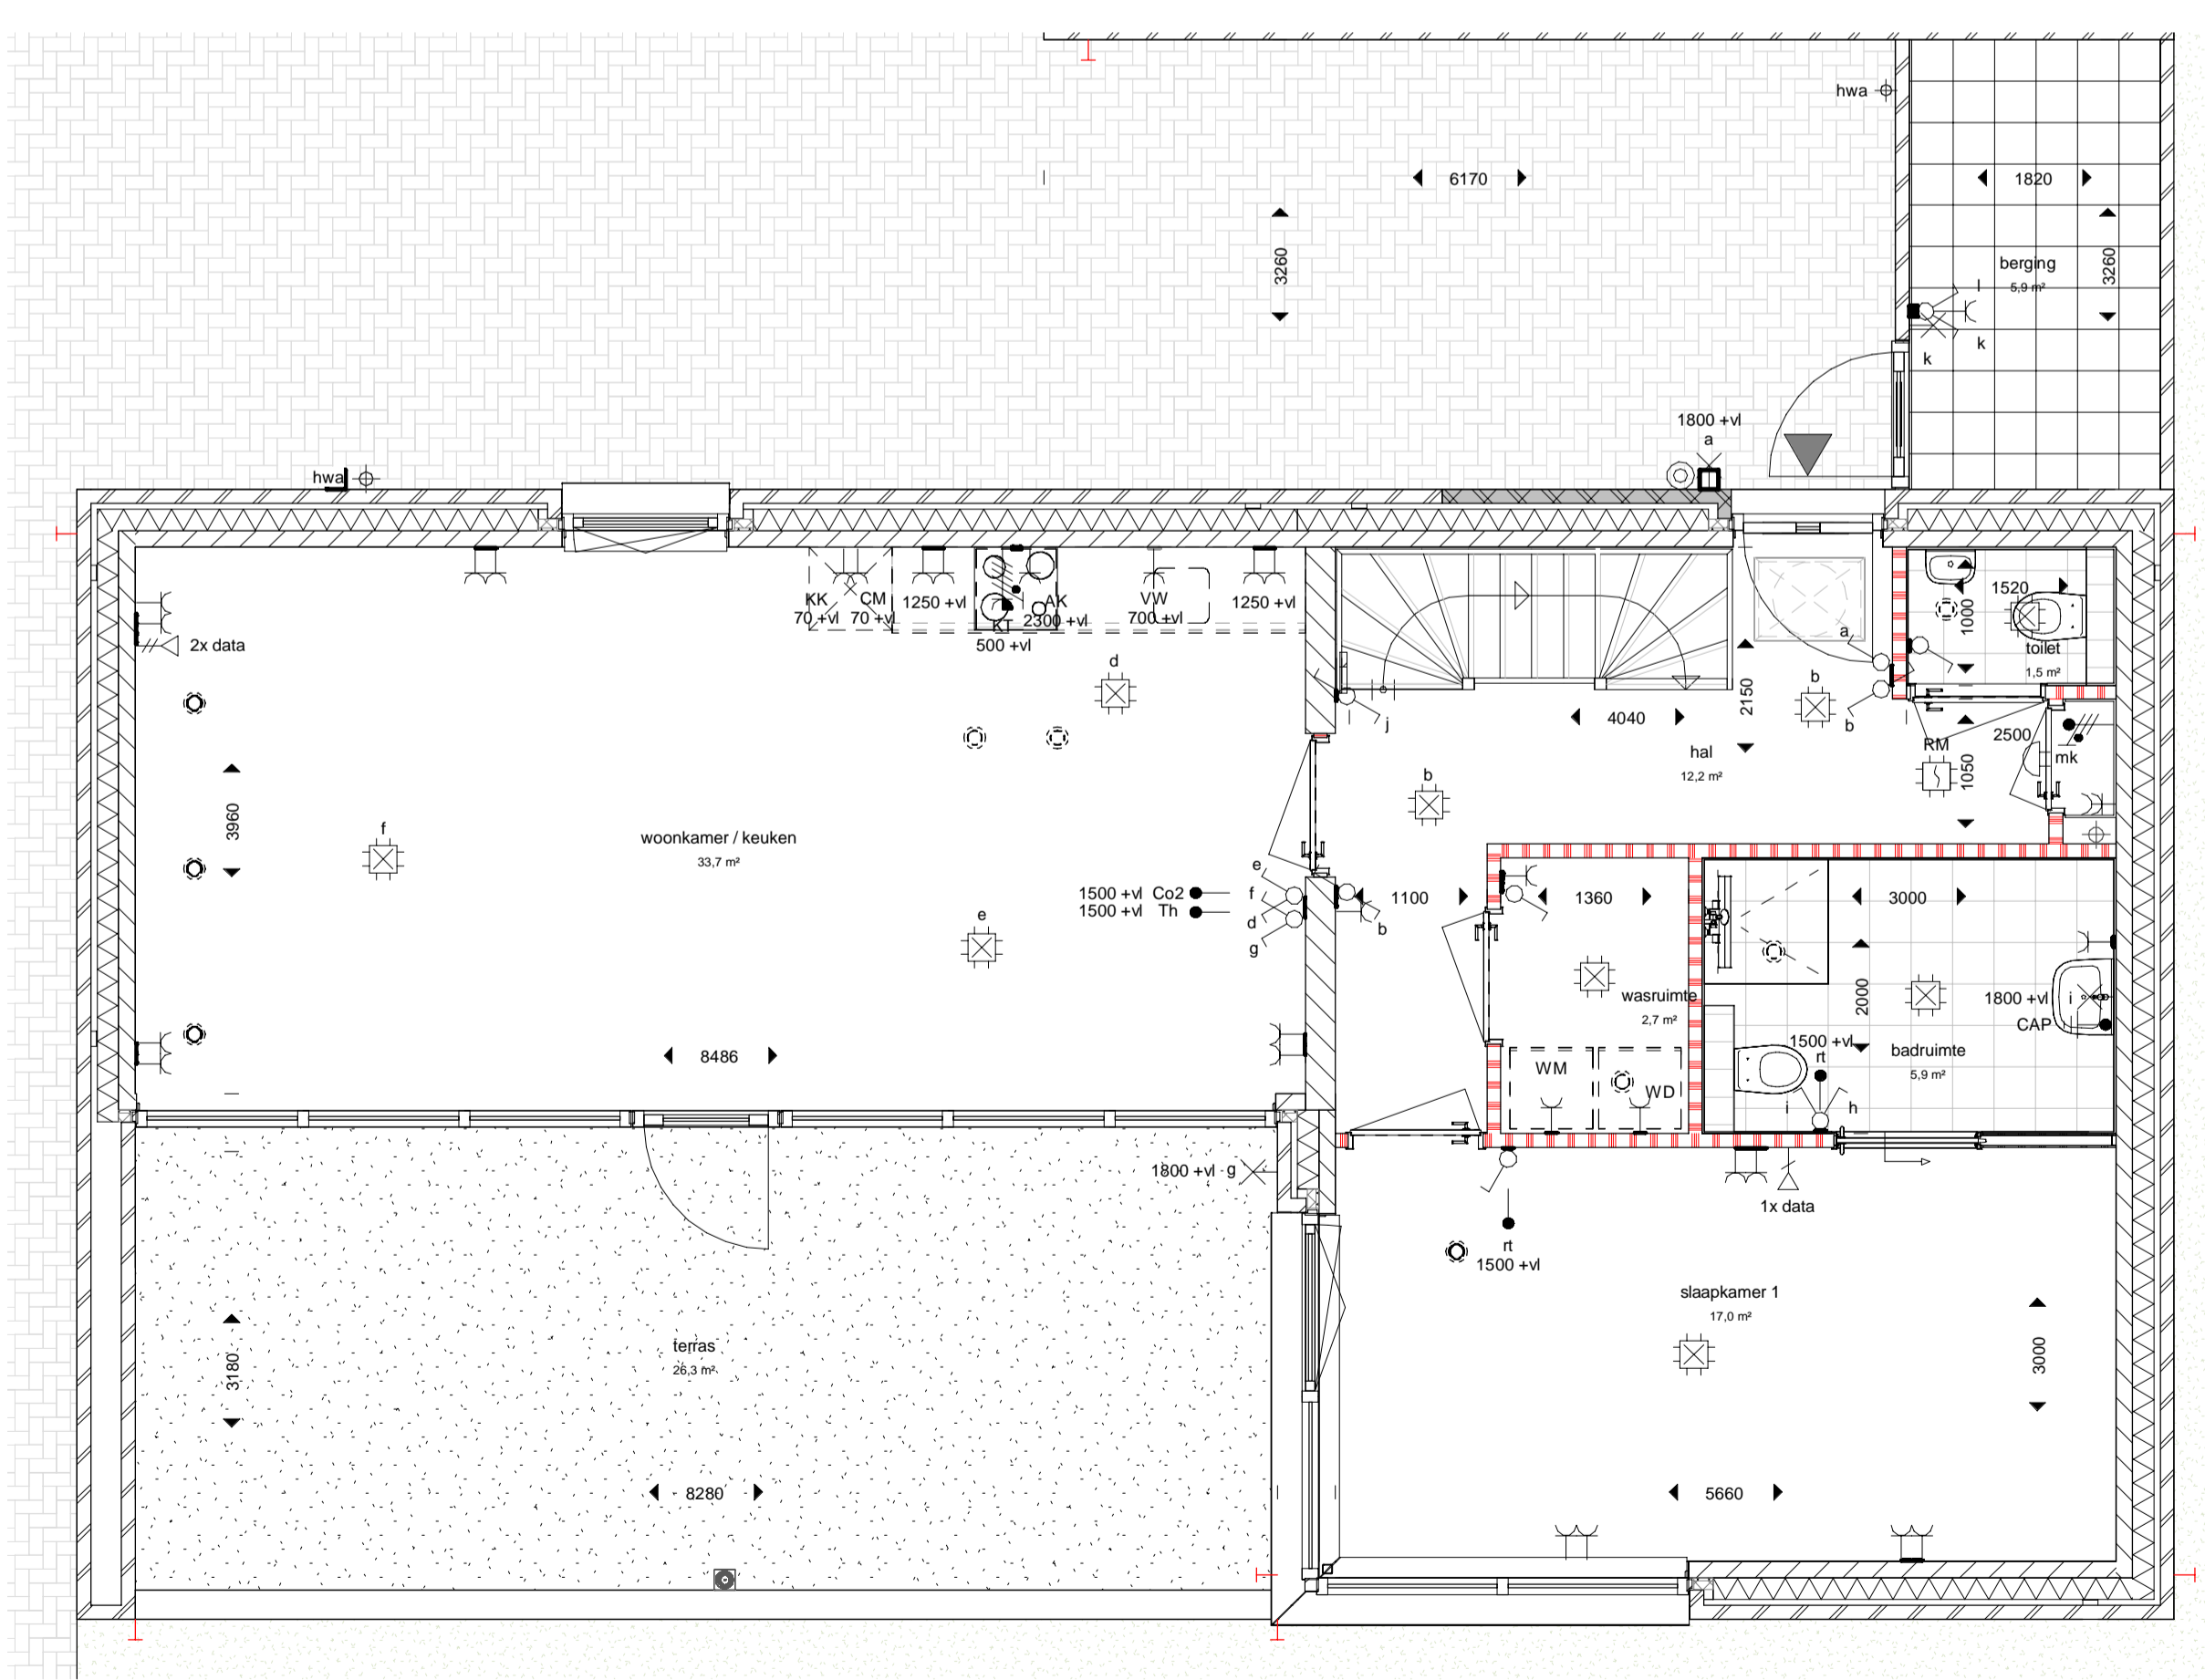 hwa
6170
1820
3260
berging
5,9 m²
3260
l
k
k
1800 +vl
a
hwa
KK
70 +vl
CM
70 +vl
1250 +vl
KT
500 +vl
AK
2300 +vl
VW
700 +vl
1250 +vl
2x data
d
1520
1000
toilet
1,5 m²
a
b
b
j
4040
2150
hal
12,2 m²
RM
2500
mk
1050
3960
f
woonkamer / keuken
33,7 m²
b
e
1500 +vl Co2
f
1500 +vl Th
d
g
b
1100
1360
3000
e
wasruimte
2,7 m²
2000
1800 +vl
i
CAP
1500 +vl
rt
badruimte
5,9 m²
8486
WM
WD
i
h
1800 +vl
g
1x data
rt
1500 +vl
slaapkamer 1
17,0 m²
terras
26,3 m²
3180
3000
8280
5660